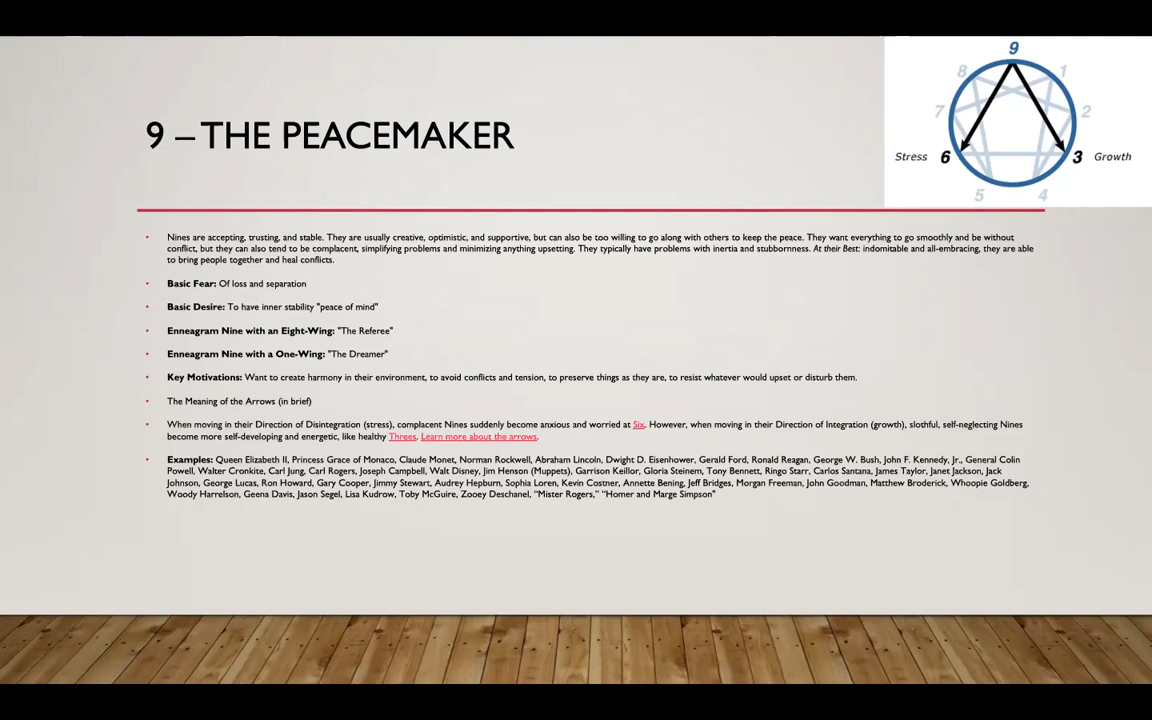 9 – THE PEACEMAKER
9
8
1
7
2
Stress 6
3 Growth
5
4
• Nines are accepting, trusting, and stable. They are usually creative, optimistic, and supportive, but can also be too willing to go along with others to keep the peace. They want everything to go smoothly and be without
conflict, but they can also tend to be complacent, simplifying problems and minimizing anything upsetting. They typically have problems with inertia and stubbornness. At their Best: indomitable and all-embracing, they are able
to bring people together and heal conflicts.
• Basic Fear: Of loss and separation
• Basic Desire: To have inner stability "peace of mind"
• Enneagram Nine with an Eight-Wing: "The Referee"
• Enneagram Nine with a One-Wing: "The Dreamer"
• Key Motivations: Want to create harmony in their environment, to avoid conflicts and tension, to preserve things as they are, to resist whatever would upset or disturb them.
• The Meaning of the Arrows (in brief)
• When moving in their Direction of Disintegration (stress), complacent Nines suddenly become anxious and worried at Six. However, when moving in their Direction of Integration (growth), slothful, self-neglecting Nines
become more self-developing and energetic, like healthy Threes. Learn more about the arrows.
• Examples: Queen Elizabeth II, Princess Grace of Monaco, Claude Monet, Norman Rockwell, Abraham Lincoln, Dwight D. Eisenhower, Gerald Ford, Ronald Reagan, George W. Bush, John F. Kennedy, Jr., General Colin
Powell, Walter Cronkite, Carl Jung, Carl Rogers, Joseph Campbell, Walt Disney, Jim Henson (Muppets), Garrison Keillor, Gloria Steinem, Tony Bennett, Ringo Starr, Carlos Santana, James Taylor, Janet Jackson, Jack
Johnson, George Lucas, Ron Howard, Gary Cooper, Jimmy Stewart, Audrey Hepburn, Sophia Loren, Kevin Costner, Annette Bening, Jeff Bridges, Morgan Freeman, John Goodman, Matthew Broderick, Whoopie Goldberg,
Woody Harrelson, Geena Davis, Jason Segel, Lisa Kudrow, Toby McGuire, Zooey Deschanel, “Mister Rogers,” “Homer and Marge Simpson"